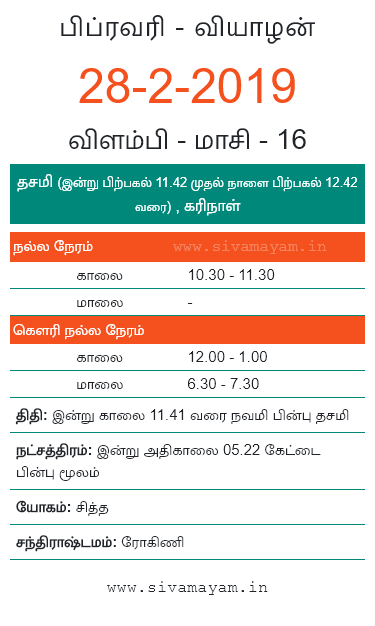 பிப்ரவரி - வியாழன்
28-2-2019
விளம்பி - மாசி - 16
தசமி (இன்று பிற்பகல் 11.42 முதல் நாளை பிற்பகல் 12.42
வரை) , கரிநாள்
நல்ல நேரம் www.sivamayam.in
காலை 10.30 - 11.30
மாலை -
கௌரி நல்ல நேரம்
காலை 12.00 - 1.00
மாலை 6.30 - 7.30
திதி: இன்று காலை 11.41 வரை நவமி பின்பு தசமி
நட்சத்திரம்: இன்று அதிகாலை 05.22 கேட்டை
பின்பு மூலம்
யோகம்: சித்த
சந்திராஷ்டமம்: ரோகிணி
www.sivamayam.in